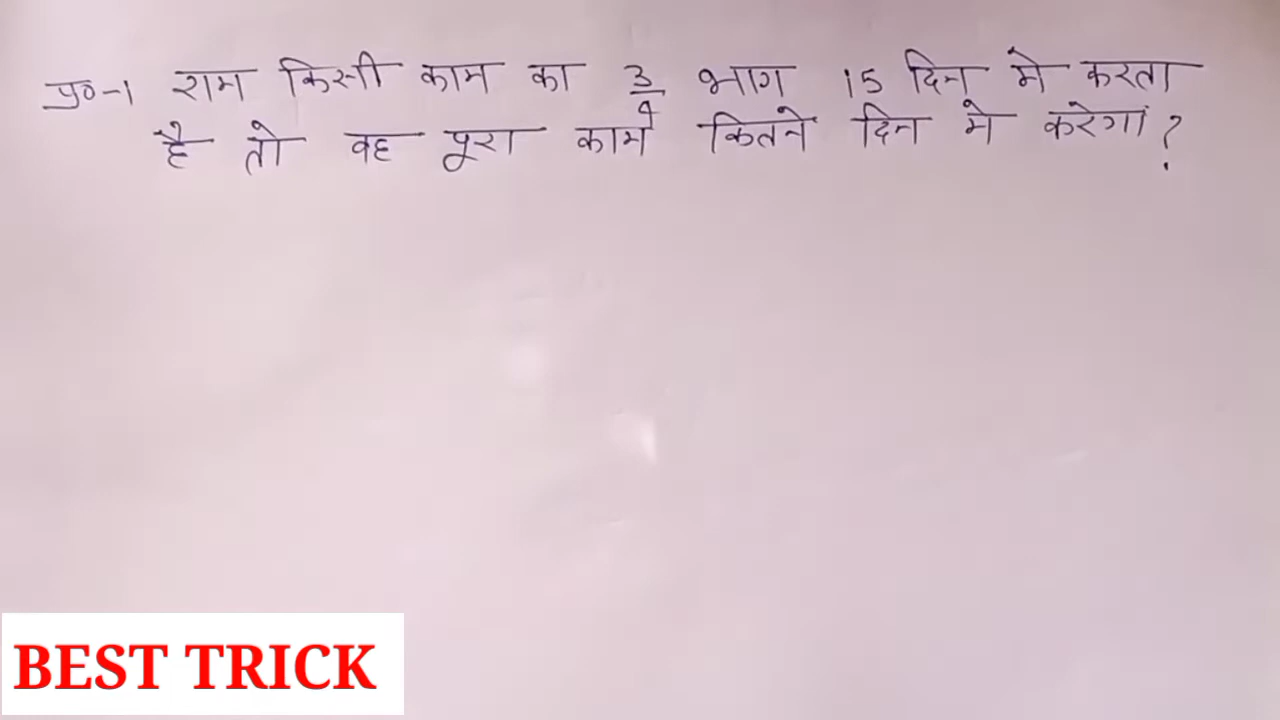 प्र०-1 राम किसी काम का 3/4 भाग 15 दिन मे करता
है तो वह पूरा काम कितने दिन मे करेगा?
BEST TRICK